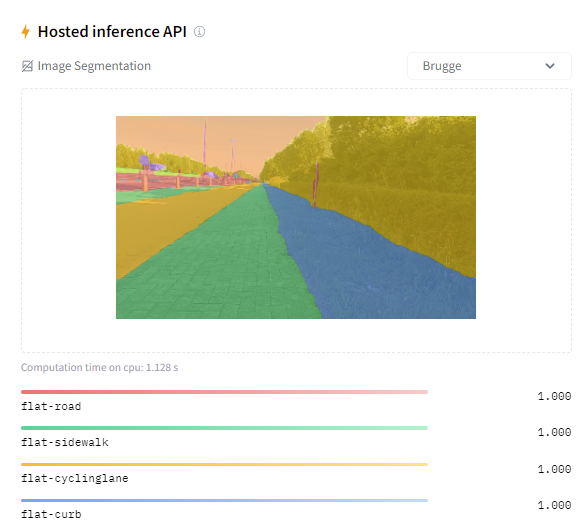 Hosted inference API
Image Segmentation
Brugge
Computation time on cpu: 1.128 s
1.000
flat-road
1.000
flat-sidewalk
1.000
flat-cyclinglane
1.000
flat-curb